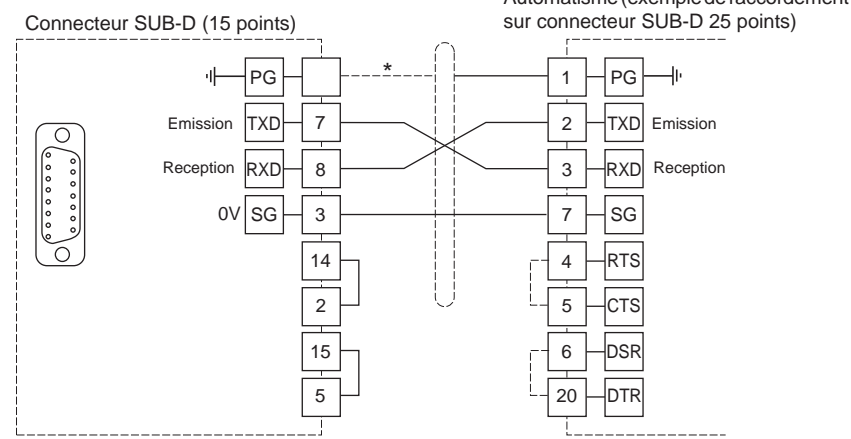 Automatisme (exemple de raccordement
sur connecteur SUB-D 25 points)
Connecteur SUB-D (15 points)
PG * 1 PG
Emission TXD 7 2 TXD Emission
Reception RXD 8 3 RXD Reception
0V SG 3 7 SG
14 4 RTS
2 5 CTS
15 6 DSR
5 20 DTR